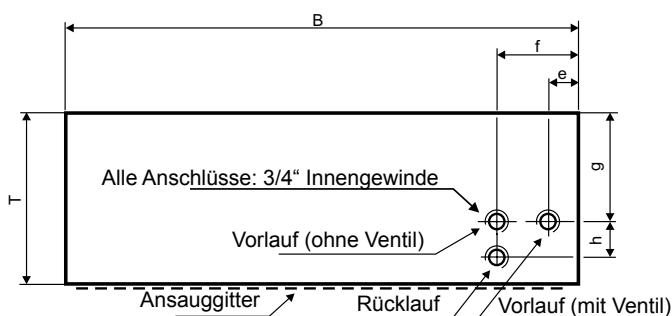 B
f
e
T
g
h
Alle Anschlüsse: 3/4“ Innengewinde
Vorlauf (ohne Ventil)
Ansauggitter
Rücklauf
Vorlauf (mit Ventil)